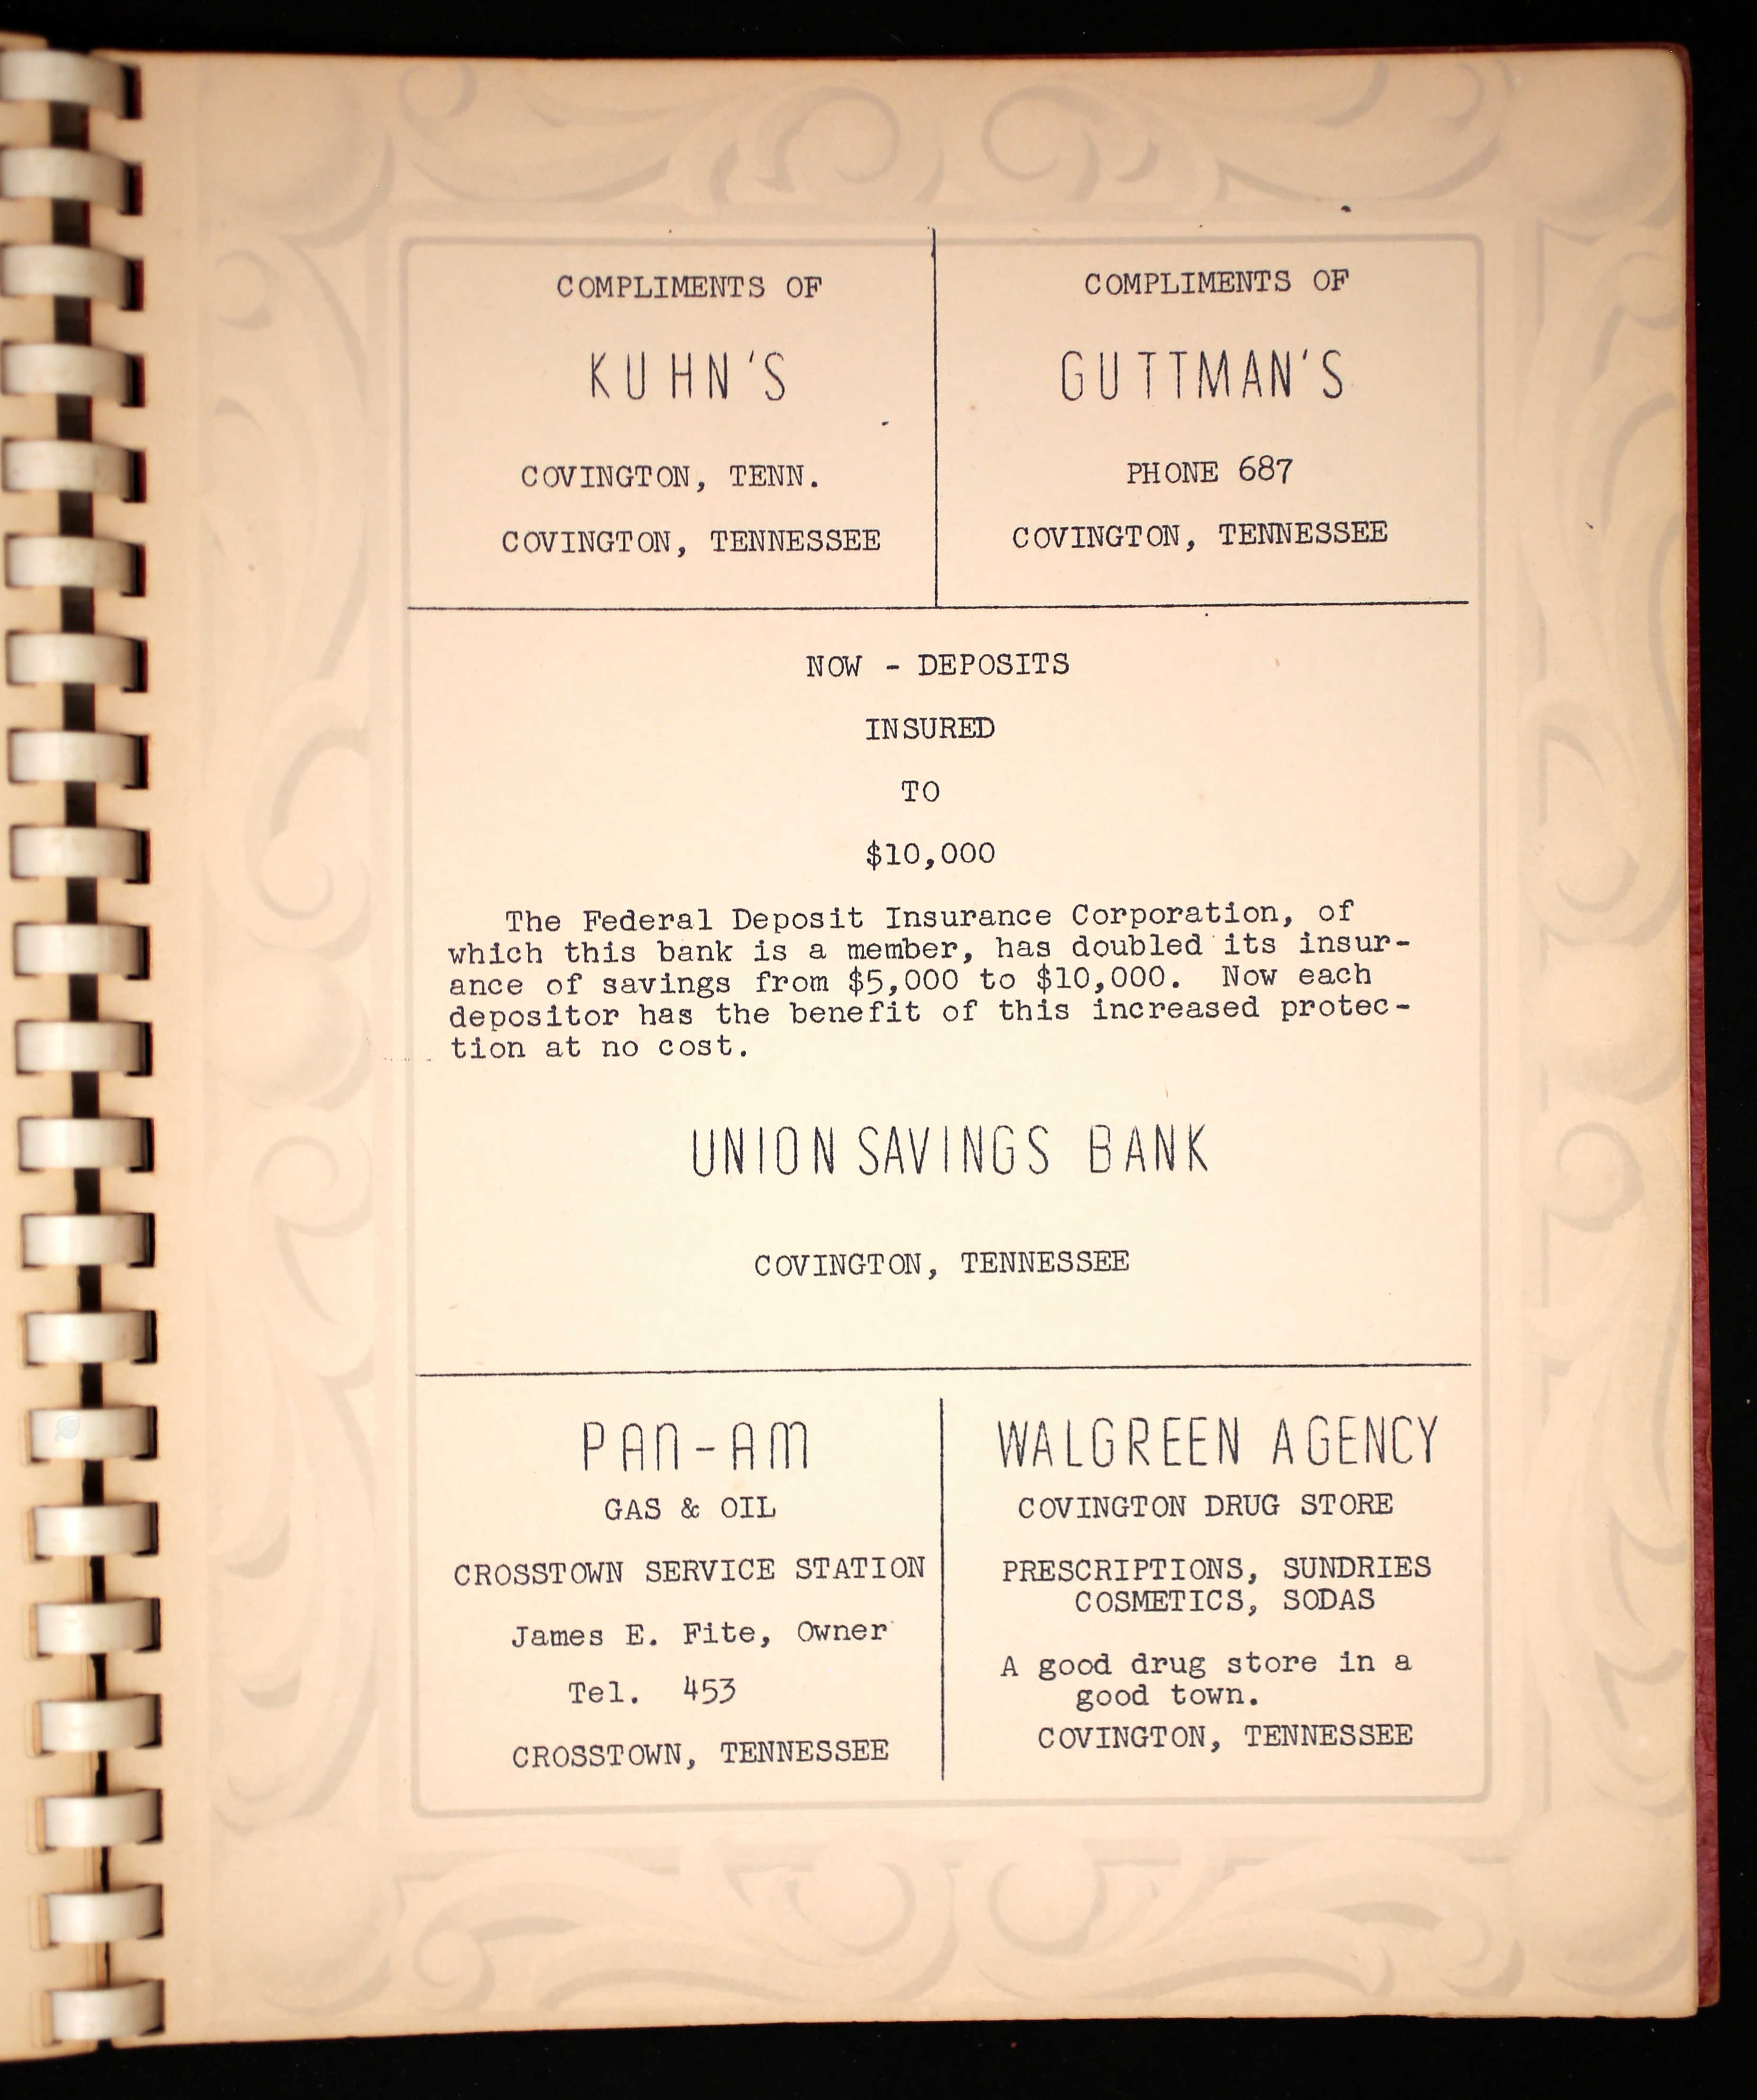 COMPLIMENTS OF
KUHN'S
COVINGTON, TENN.
COVINGTON, TENNESSEE
COMPLIMENTS OF
GUTTMAN'S
PHONE 687
COVINGTON, TENNESSEE
NOW - DEPOSITS
INSURED
TO
$10,000
The Federal Deposit Insurance Corporation, of
which this bank is a member, has doubled its insur-
ance of savings from $5,000 to $10,000. Now each
depositor has the benefit of this increased protec-
tion at no cost.
UNION SAVINGS BANK
COVINGTON, TENNESSEE
PAN-AM
GAS & OIL
CROSSTOWN SERVICE STATION
James E. Fite, Owner
Tel. 453
CROSSTOWN, TENNESSEE
WALGREEN AGENCY
COVINGTON DRUG STORE
PRESCRIPTIONS, SUNDRIES
COSMETICS, SODAS
A good drug store in a
good town.
COVINGTON, TENNESSEE